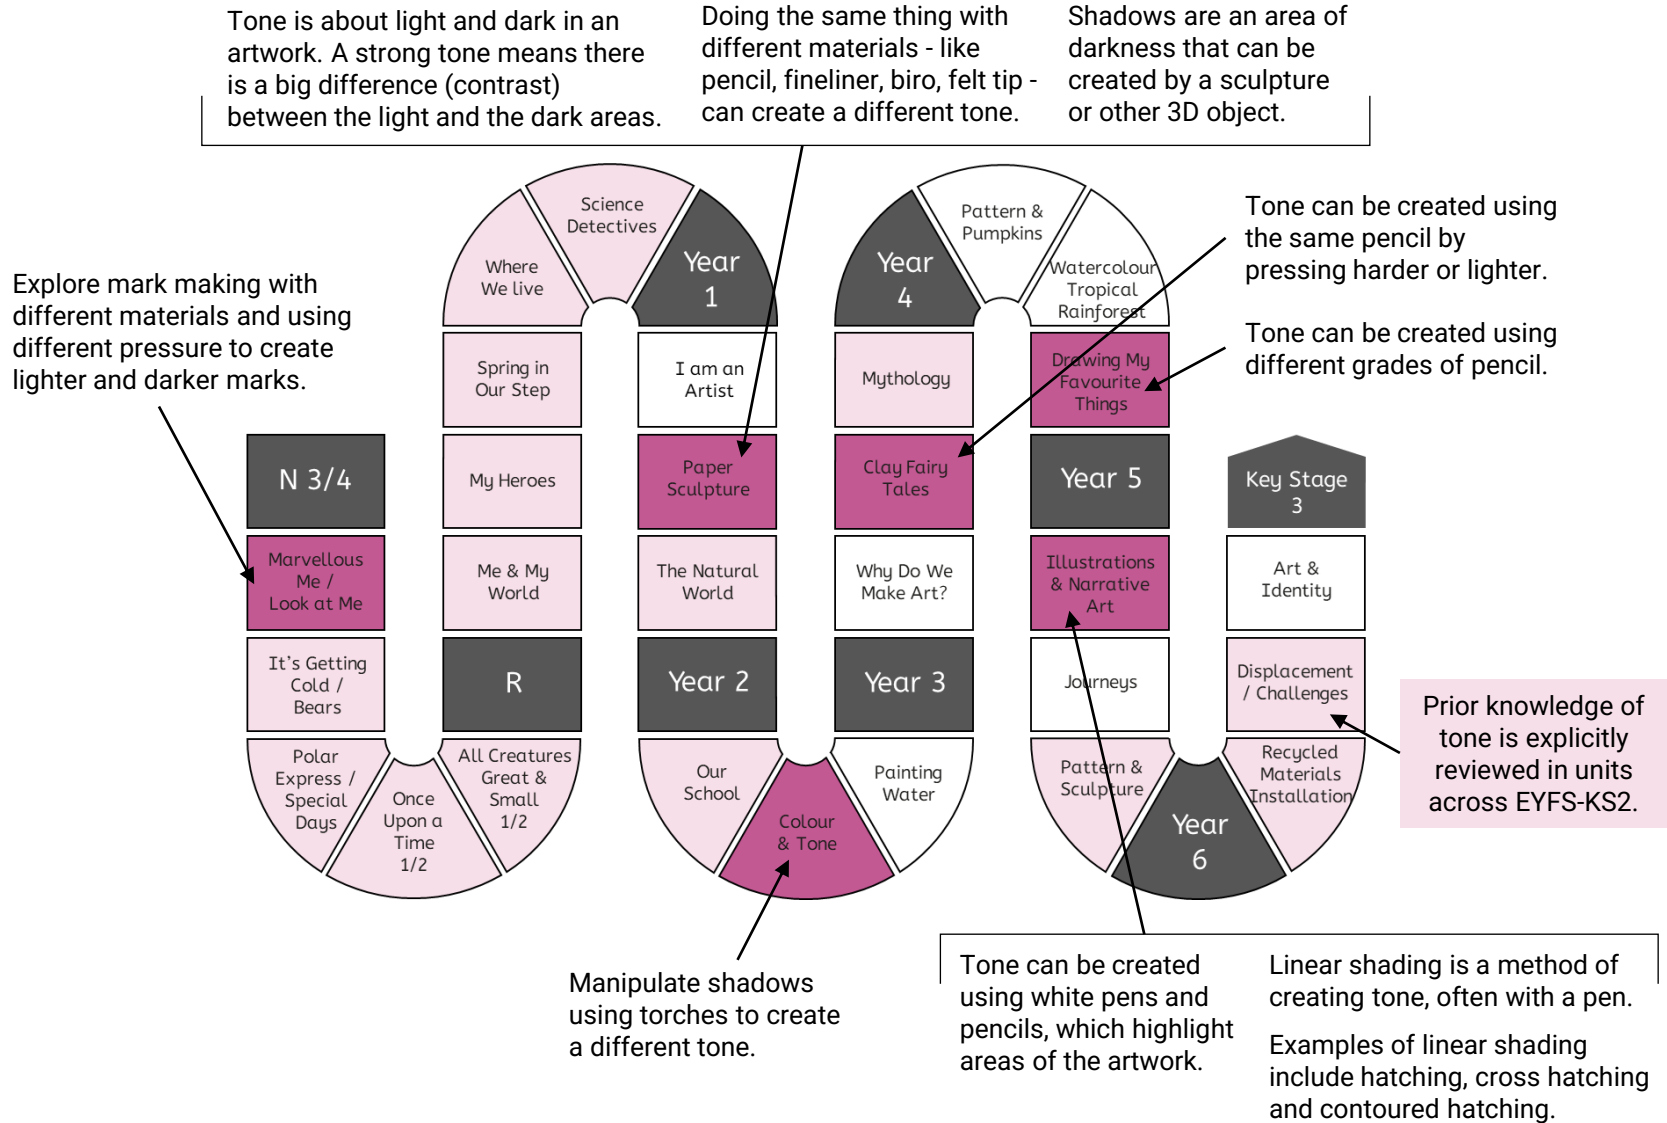 Tone is about light and dark in an
artwork. A strong tone means there
is a big difference (contrast)
between the light and the dark areas.
Doing the same thing with
different materials - like
pencil, fineliner, biro, felt tip -
can create a different tone.
Shadows are an area of
darkness that can be
created by a sculpture
or other 3D object.
Explore mark making with
different materials and using
different pressure to create
lighter and darker marks.
N 3/4
Marvellous
Me /
Look at Me
It's Getting
Cold /
Bears
Polar
Express /
Special
Days
Once
Upon a
Time
1/2
All Creatures
Great &
Small
1/2
R
Me & My
World
My Heroes
Spring in
Our Step
Where
We live
Science
Detectives
Year
1
I am an
Artist
Paper
Sculpture
The Natural
World
Year 2
Our
School
Colour
& Tone
Painting
Water
Year 3
Why Do We
Make Art?
Clay Fairy
Tales
Mythology
Year
4
Pattern &
Pumpkins
Watercolour
Tropical
Rainforest
Drawing My
Favourite
Things
Year 5
Illustrations
& Narrative
Art
Journeys
Pattern &
Sculpture
Year
6
Recycled
Materials
Installation
Displacement
/ Challenges
Art &
Identity
Key Stage
3
Tone can be created using
the same pencil by
pressing harder or lighter.
Tone can be created using
different grades of pencil.
Prior knowledge of
tone is explicitly
reviewed in units
across EYFS-KS2.
Manipulate shadows
using torches to create
a different tone.
Tone can be created
using white pens and
pencils, which highlight
areas of the artwork.
Linear shading is a method of
creating tone, often with a pen.
Examples of linear shading
include hatching, cross hatching
and contoured hatching.